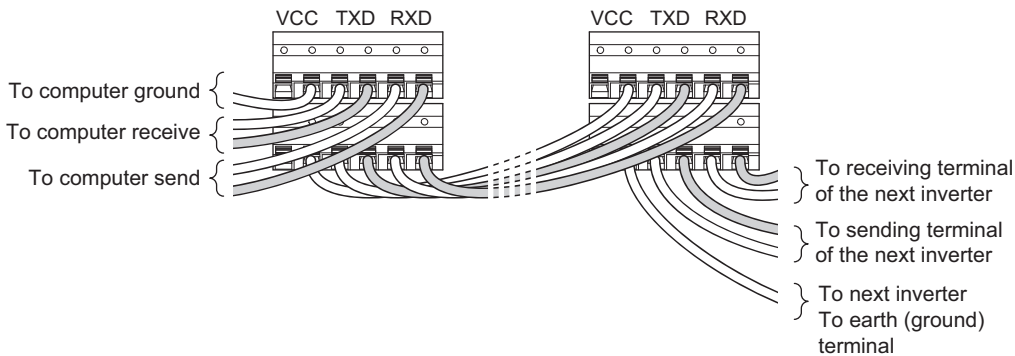 VCC TXD RXD
VCC TXD RXD
To computer ground
To computer receive
To computer send
To receiving terminal
of the next inverter
To sending terminal
of the next inverter
To next inverter
To earth (ground)
terminal